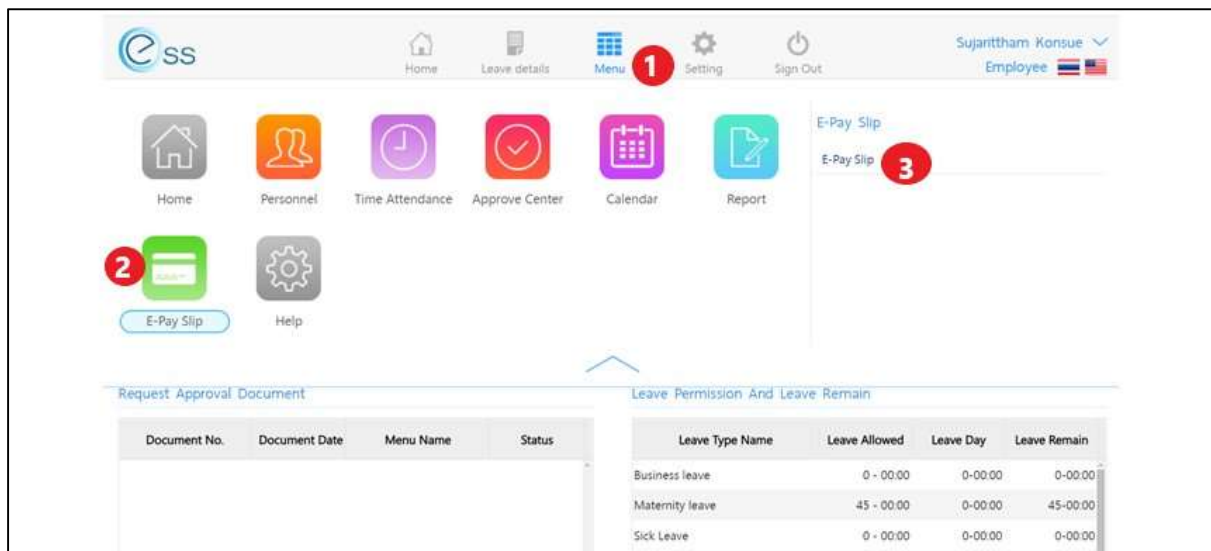 ess
Home
Leave details
Menu
1
Setting
Sign Out
Sujarittham Konsue
Employee
Home
Personnel
Time Attendance
Approve Center
Calendar
Report
E-Pay Slip
E-Pay Slip
3
2
E-Pay Slip
Help
Request Approval Document
Document No. Document Date Menu Name Status
Leave Permission And Leave Remain
Leave Type Name Leave Allowed Leave Day Leave Remain
Business leave 0 - 00:00 0-00:00 0-00:00
Maternity leave 45 - 00:00 0-00:00 45-00:00
Sick Leave 0 - 00:00 0-00:00 0-00:00